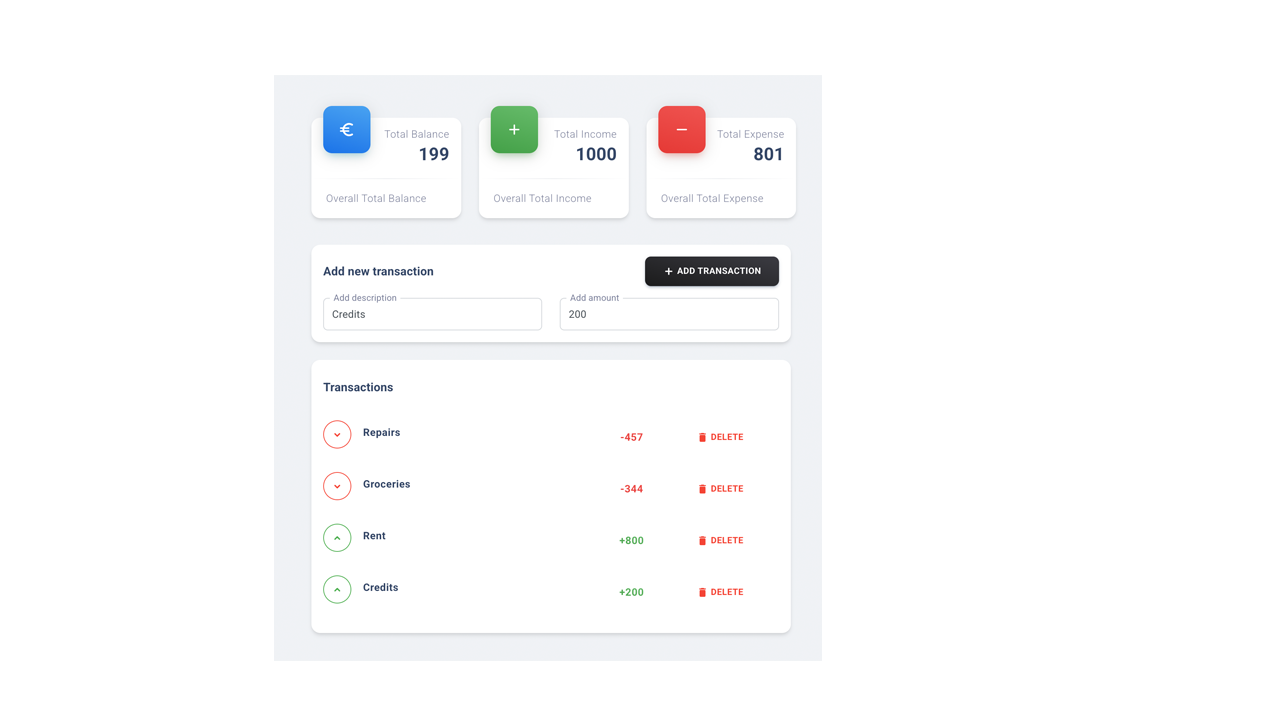 €
Total Balance
199
Overall Total Balance
+
Total Income
1000
Overall Total Income
−
Total Expense
801
Overall Total Expense
Add new transaction
+ ADD TRANSACTION
Add description
Credits
Add amount
200
Transactions
Repairs -457 DELETE
Groceries -344 DELETE
Rent +800 DELETE
Credits +200 DELETE